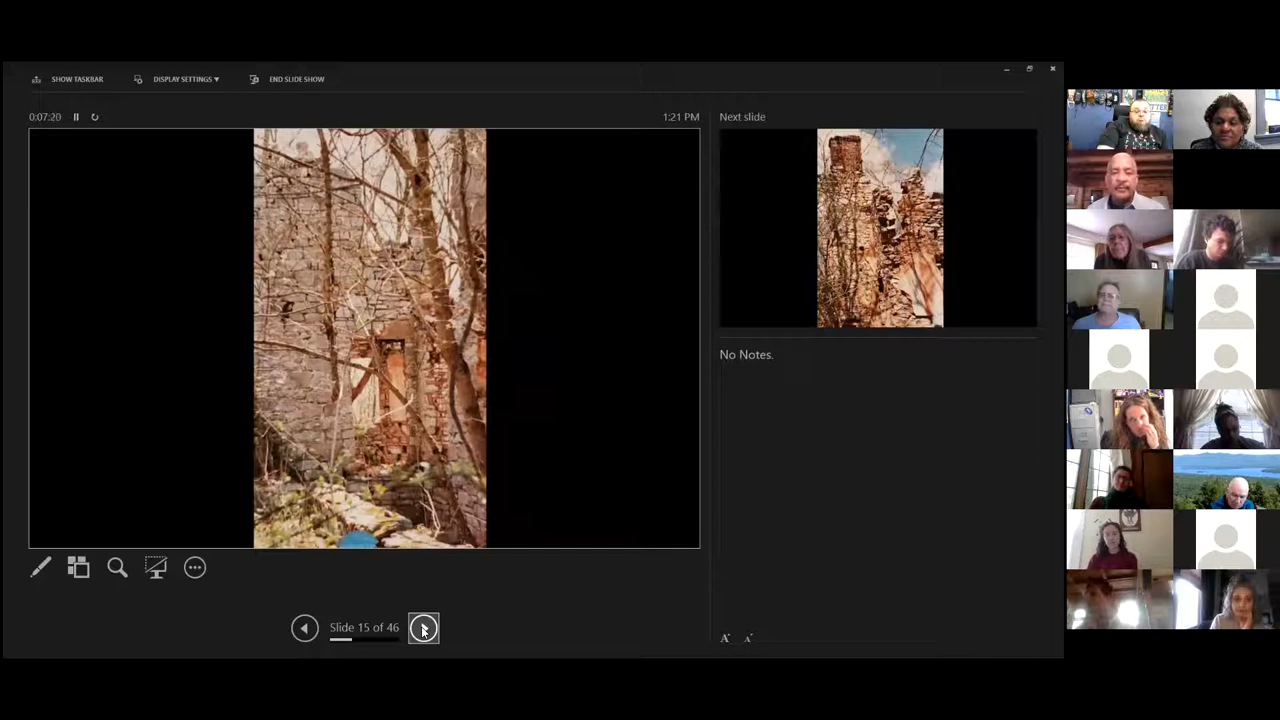 SHOW TASKBAR
DISPLAY SETTINGS ▾
END SLIDE SHOW
0:07:20
1:21 PM
Next slide
No Notes.
Slide 15 of 46
A
A